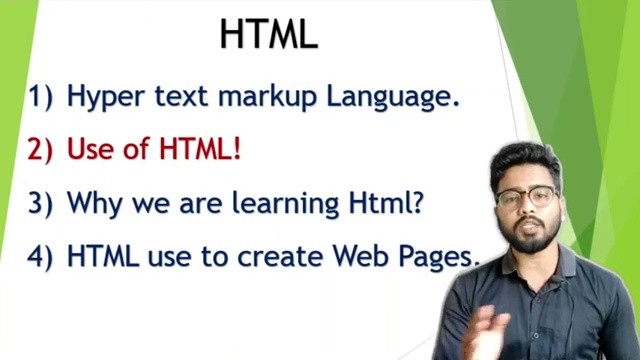 HTML
1) Hyper text markup Language.
2) Use of HTML!
3) Why we are learning Html?
4) HTML use to create Web Pages.